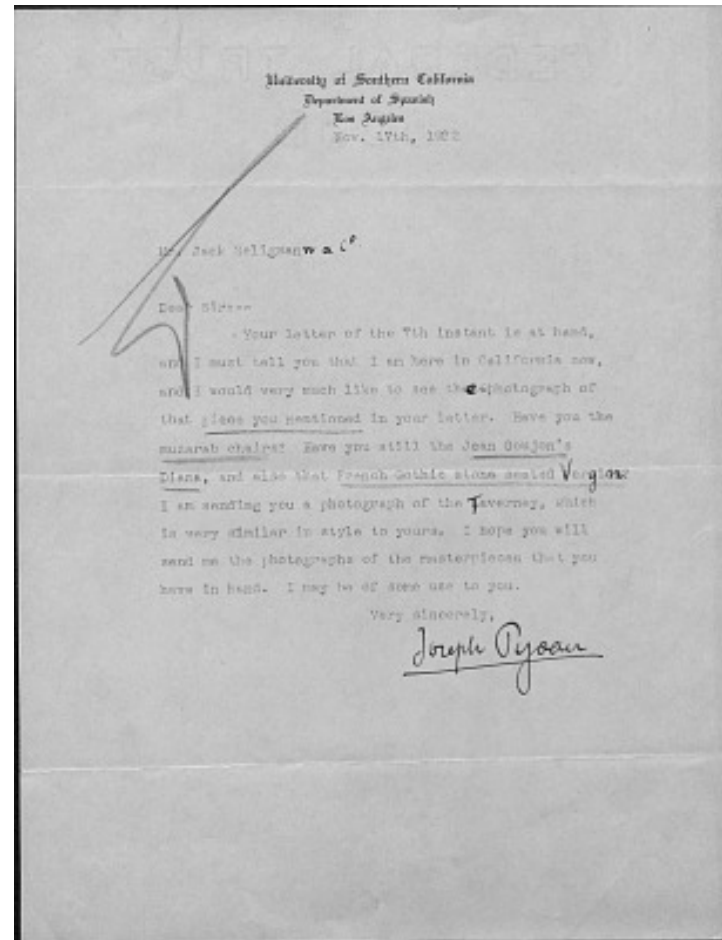 University of Southern California
Department of Spanish
Los Angeles
Nov. 17th, 1922
Mr. Jack Seligmann & Co.
Dear Sirs:-
Your letter of the 7th instant is at hand,
and I must tell you that I am here in California now,
and I would very much like to see the photograph of
that piece you mentioned in your letter. Have you the
muzarab chairs? Have you still the Jean Goujon's
Diana, and also that French Gothic stone seated Vergin?
I am sending you a photograph of the Taverney, which
is very similar in style to yours. I hope you will
send me the photographs of the masterpieces that you
have in hand. I may be of some use to you.
Very sincerely,
Joseph Pijoan